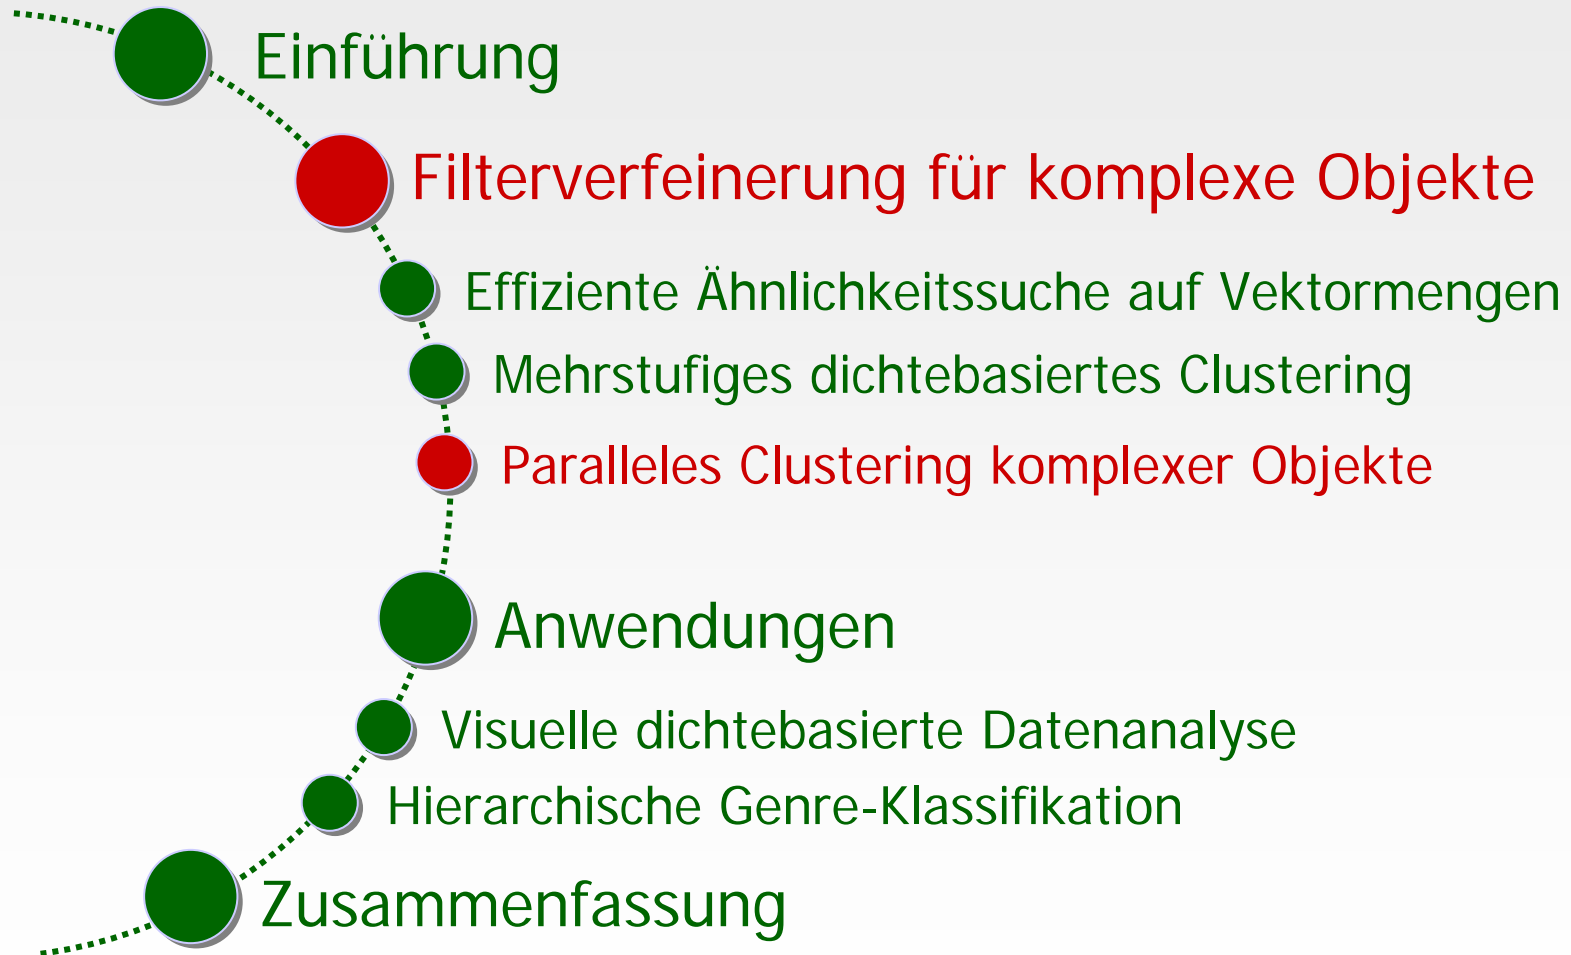 Einführung
Filterverfeinerung für komplexe Objekte
Effiziente Ähnlichkeitssuche auf Vektormengen
Mehrstufiges dichtebasiertes Clustering
Paralleles Clustering komplexer Objekte
Anwendungen
Visuelle dichtebasierte Datenanalyse
Hierarchische Genre-Klassifikation
Zusammenfassung